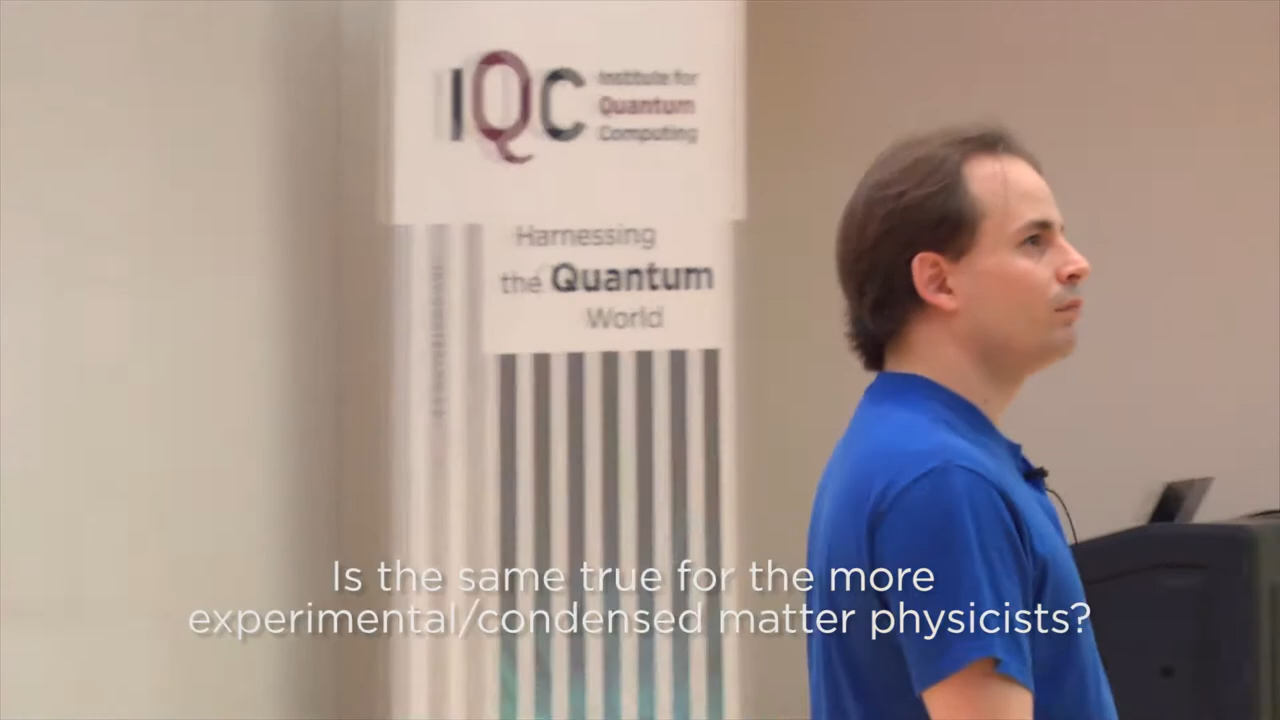 IQC
Institute for
Quantum
Computing
Harnessing
the Quantum
World
Is the same true for the more
experimental/condensed matter physicists?